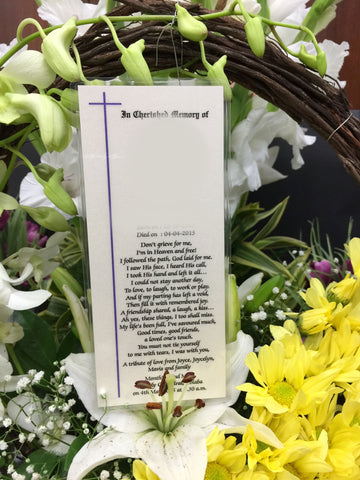 In Cherished Memory of
Died on : 04-04-2015
Don't grieve for me,
I'm in Heaven and free!
I followed the path, God laid for me.
I saw His face, I heard His call,
I took His hand and left it all...
I could not stay another day,
To love, to laugh, to work or play.
And if my parting has left a void,
Then fill it with remembered joy.
A friendship shared, a laugh, a kiss...
Ah yes, these things, I too shall miss.
My life's been full, I've savoured much,
Good times, good friends,
a loved one's touch.
You must not tie yourself
to me with tears, I was with you,
A tribute of love from Joyce, Joycelyn,
Mavis and family
on 4th